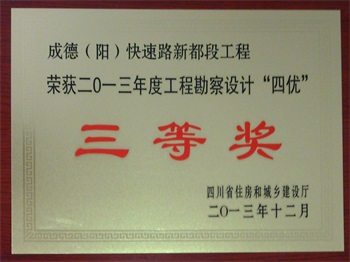 成德（阳）快速路新都段工程
荣获二〇一三年度工程勘察设计“四优”
三等奖
四川省住房和城乡建设厅
二〇一三年十二月